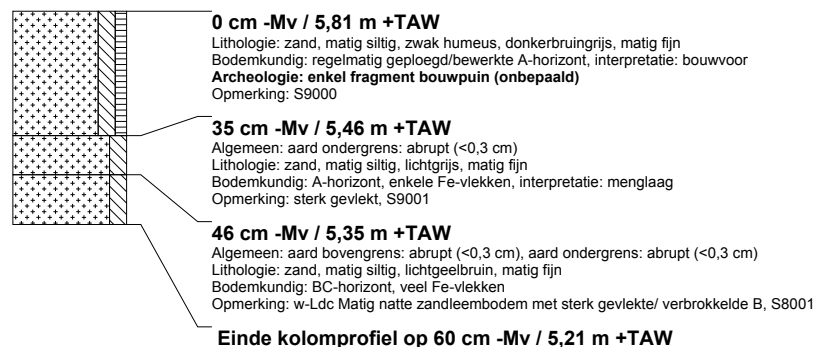 0 cm -Mv / 5,81 m +TAW
Lithologie: zand, matig siltig, zwak humeus, donkerbruingrijs, matig fijn
Bodemkundig: regelmatig geploegd/bewerkte A-horizont, interpretatie: bouwvoor
Archeologie: enkel fragment bouwpuin (onbepaald)
Opmerking: S9000
35 cm -Mv / 5,46 m +TAW
Algemeen: aard ondergrens: abrupt (<0,3 cm)
Lithologie: zand, matig siltig, lichtgrijs, matig fijn
Bodemkundig: A-horizont, enkele Fe-vlekken, interpretatie: menglaag
Opmerking: sterk gevlekt, S9001
46 cm -Mv / 5,35 m +TAW
Algemeen: aard bovengrens: abrupt (<0,3 cm), aard ondergrens: abrupt (<0,3 cm)
Lithologie: zand, matig siltig, lichtgeelbruin, matig fijn
Bodemkundig: BC-horizont, veel Fe-vlekken
Opmerking: w-Ldc Matig natte zandleembodem met sterk gevlekte/ verbrokkelde B, S8001
Einde kolomprofiel op 60 cm -Mv / 5,21 m +TAW